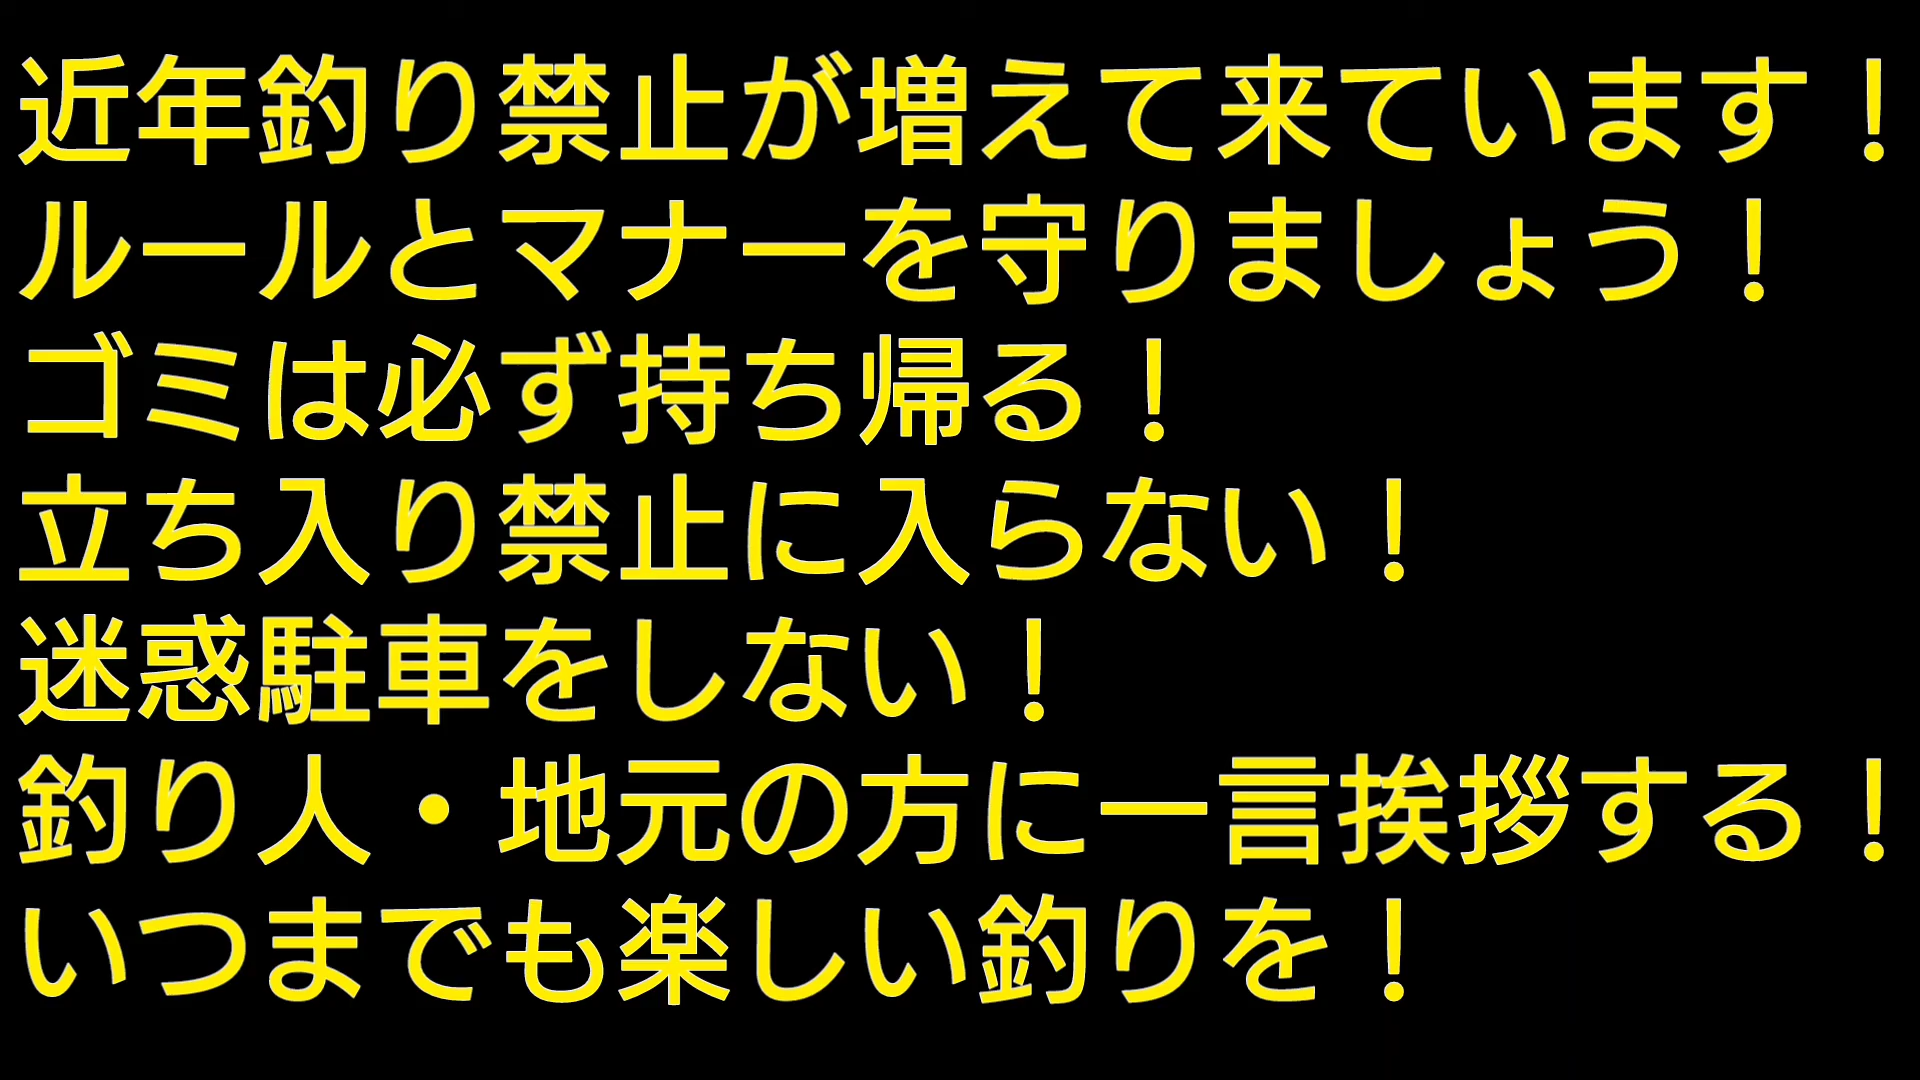 近年釣り禁止が増えて来ています！
ルールとマナーを守りましょう！
ゴミは必ず持ち帰る！
立ち入り禁止に入らない！
迷惑駐車をしない！
釣り人・地元の方に一言挨拶する！
いつまでも楽しい釣りを！